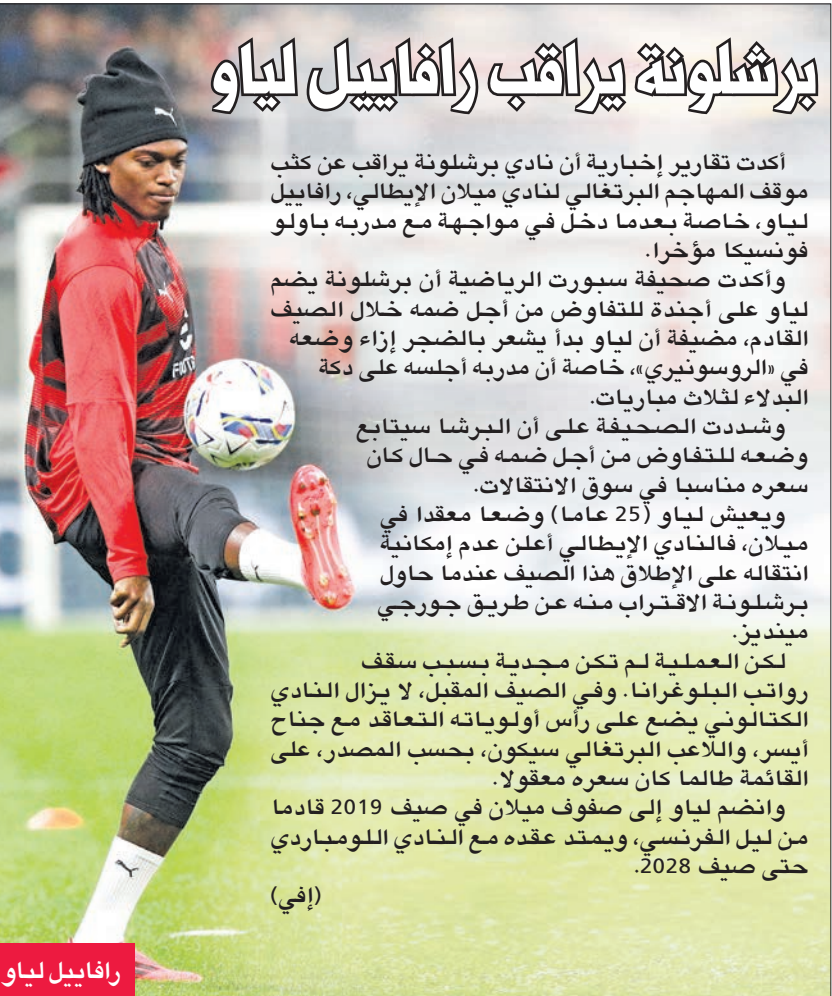 برشلونة يراقب رافاييل لياو
أكدت تقارير إخبارية أن نادي برشلونة يراقب عن كثب
موقف المهاجم البرتغالي لنادي ميلان الإيطالي، رافاييل
لياو، خاصة بعدما دخل في مواجهة مع مدربه باولو
فونسيكا مؤخرا.
وأكدت صحيفة سبورت الرياضية أن برشلونة يضم
لياو على أجندة للتفاوض من أجل ضمه خلال الصيف
القادم، مضيفة أن لياو بدأ يشعر بالضجر إزاء وضعه
في «الروسونيري»، خاصة أن مدربه أجلسه على دكة
البدلاء لثلاث مباريات.
وشددت الصحيفة على أن البرشا سيتابع
وضعه للتفاوض من أجل ضمه في حال كان
سعره مناسبا في سوق الانتقالات.
ويعيش لياو (25 عاما) وضعا معقدا في
ميلان، فالنادي الإيطالي أعلن عدم إمكانية
انتقاله على الإطلاق هذا الصيف عندما حاول
برشلونة الاقتراب منه عن طريق جورجي
مينديز.
لكن العملية لم تكن مجدية بسبب سقف
رواتب البلوغرانا. وفي الصيف المقبل، لا يزال النادي
الكتالوني يضع على رأس أولوياته التعاقد مع جناح
أيسر، واللاعب البرتغالي سيكون، بحسب المصدر، على
القائمة طالما كان سعره معقولا.
وانضم لياو إلى صفوف ميلان في صيف 2019 قادما
من ليل الفرنسي، ويمتد عقده مع النادي اللومباردي
حتى صيف 2028.
(إفي)
رافاييل لياو